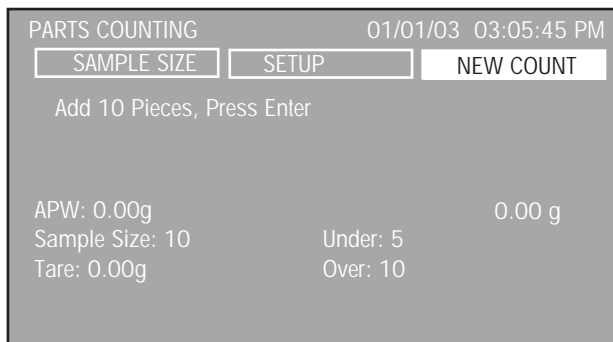 PARTS COUNTING 01/01/03 03:05:45 PM
SAMPLE SIZE SETUP NEW COUNT
Add 10 Pieces, Press Enter
APW: 0.00g 0.00 g
Sample Size: 10 Under: 5
Tare: 0.00g Over: 10